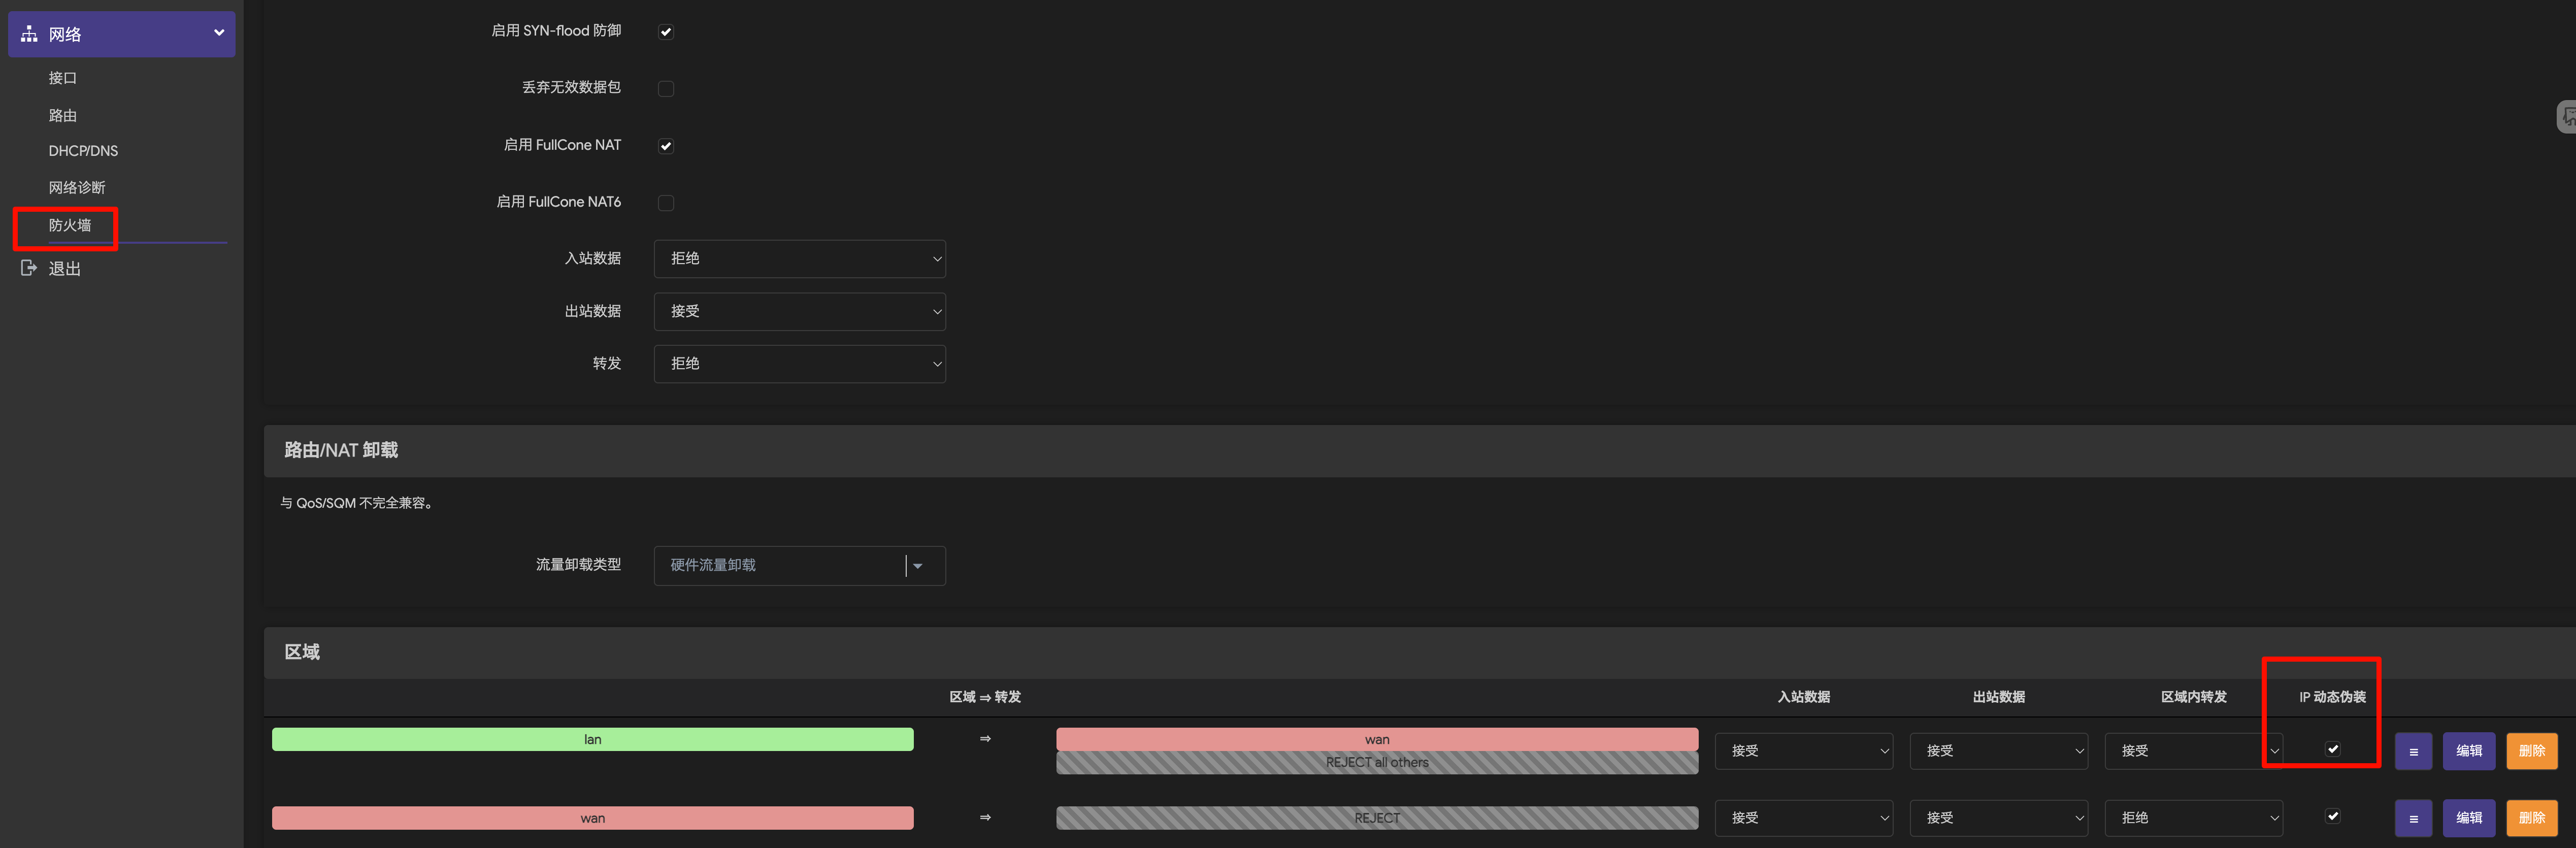 网络
接口
路由
DHCP/DNS
网络诊断
防火墙
退出
启用 SYN-flood 防御
丢弃无效数据包
启用 FullCone NAT
启用 FullCone NAT6
入站数据 拒绝
出站数据 接受
转发 拒绝
路由/NAT 卸载
与 QoS/SQM 不完全兼容。
流量卸载类型 硬件流量卸载
区域
区域 ⇒ 转发 入站数据 出站数据 区域内转发 IP 动态伪装
lan ⇒ wan 接受 接受 接受 ≡ 编辑 删除
REJECT all others
wan ⇒ REJECT 接受 接受 拒绝 ≡ 编辑 删除